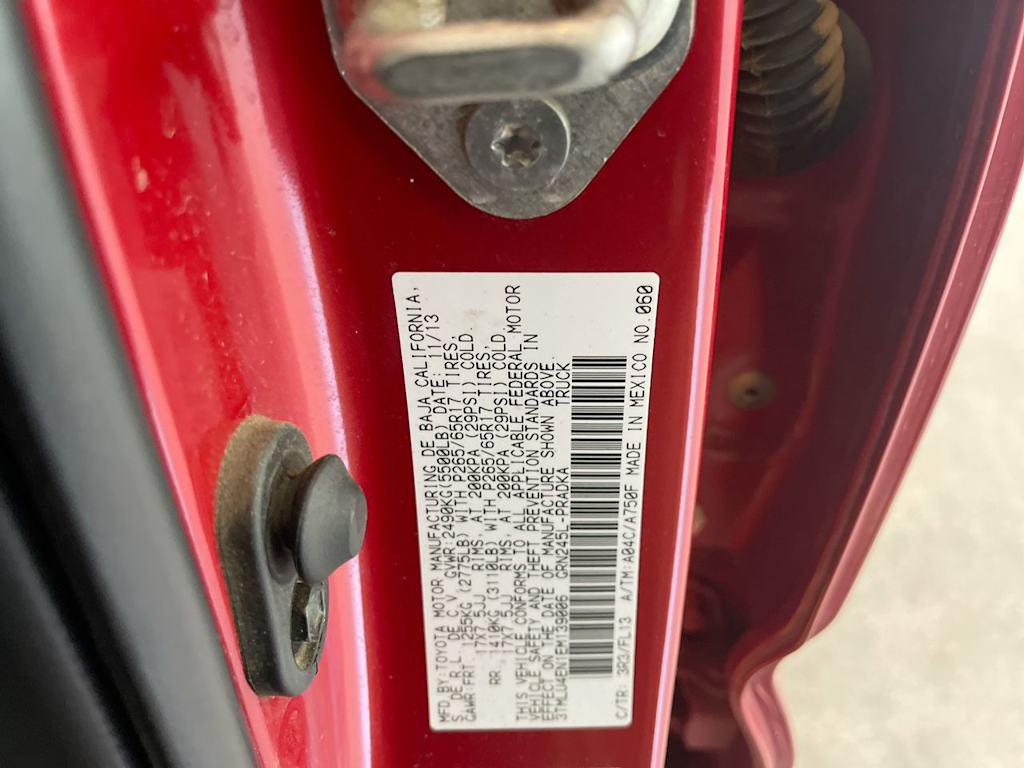 MFD.BY:TOYOTA MOTOR MANUFACTURING DE BAJA CALIFORNIA,
S. DE R.L. DE C.V. GVWR 2490KG(5500LB) DATE: 11/13
GAWR:FRT. 1255KG (2775LB) WITH P265/65R17 TIRES,
17X7.5JJ RIMS, AT 200KPA (29PSI) COLD.
RR. 1410KG (3110LB) WITH P265/65R17 TIRES,
17X7.5JJ RIMS, AT 200KPA (29PSI) COLD.
THIS VEHICLE CONFORMS TO ALL APPLICABLE FEDERAL MOTOR
VEHICLE SAFETY AND THEFT PREVENTION STANDARDS IN
EFFECT ON THE DATE OF MANUFACTURE SHOWN ABOVE.
3TMLU4EN1EM139006 GRN245L-PRADKA TRUCK
C/TR: 3R3/FL13 A/TM:A04C/A750F MADE IN MEXICO NO.060